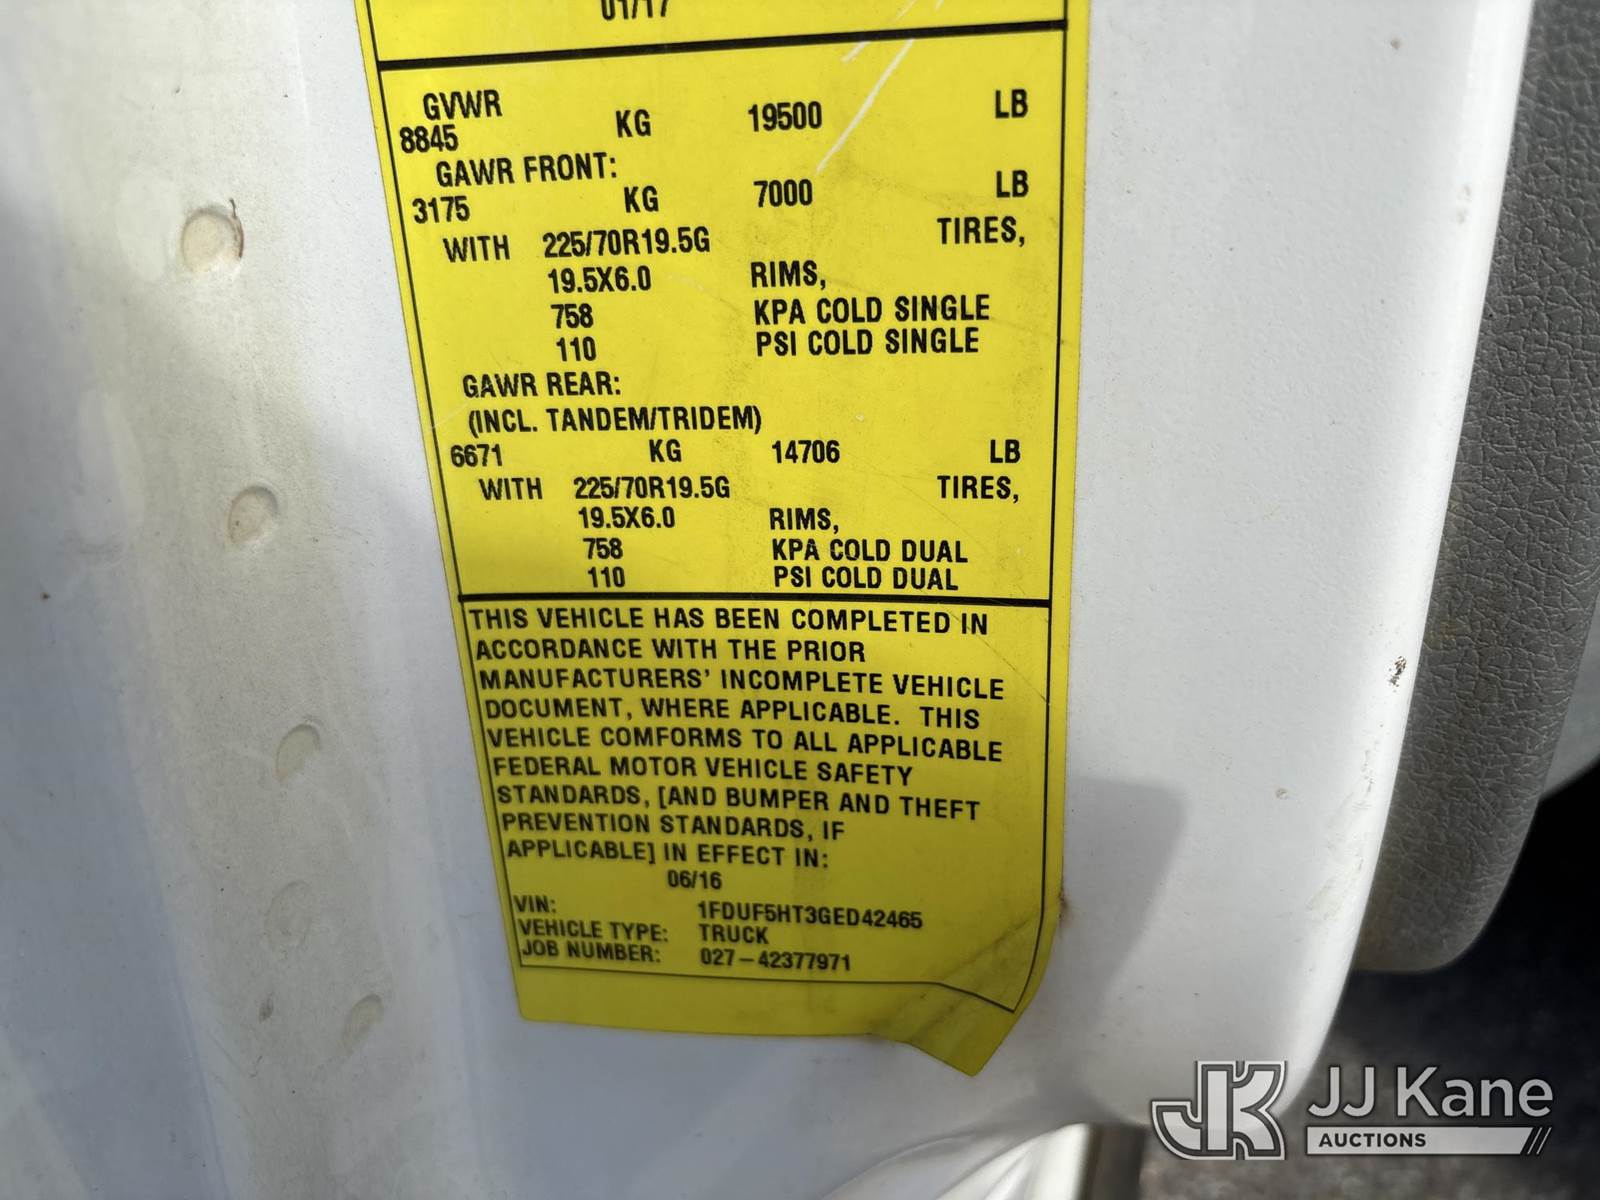 01/17
GVWR
8845 KG 19500 LB
GAWR FRONT:
3175 KG 7000 LB
WITH 225/70R19.5G TIRES,
19.5X6.0 RIMS,
758 KPA COLD SINGLE
110 PSI COLD SINGLE
GAWR REAR:
(INCL. TANDEM/TRIDEM)
6671 KG 14706 LB
WITH 225/70R19.5G TIRES,
19.5X6.0 RIMS,
758 KPA COLD DUAL
110 PSI COLD DUAL
THIS VEHICLE HAS BEEN COMPLETED IN
ACCORDANCE WITH THE PRIOR
MANUFACTURERS' INCOMPLETE VEHICLE
DOCUMENT, WHERE APPLICABLE. THIS
VEHICLE COMFORMS TO ALL APPLICABLE
FEDERAL MOTOR VEHICLE SAFETY
STANDARDS, [AND BUMPER AND THEFT
PREVENTION STANDARDS, IF
APPLICABLE] IN EFFECT IN:
06/16
VIN: 1FDUF5HT3GED42465
VEHICLE TYPE: TRUCK
JOB NUMBER: 027-42377971
JK JJ Kane
AUCTIONS